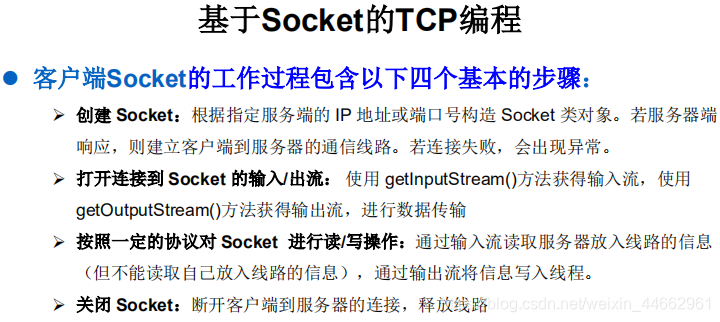 基于Socket的TCP编程
● 客户端Socket的工作过程包含以下四个基本的步骤：
➢ 创建 Socket：根据指定服务端的 IP 地址或端口号构造 Socket 类对象。若服务器端
响应，则建立客户端到服务器的通信线路。若连接失败，会出现异常。
➢ 打开连接到 Socket 的输入/出流： 使用 getInputStream()方法获得输入流，使用
getOutputStream()方法获得输出流，进行数据传输
➢ 按照一定的协议对 Socket 进行读/写操作：通过输入流读取服务器放入线路的信息
（但不能读取自己放入线路的信息），通过输出流将信息写入线程。
➢ 关闭 Socket：断开客户端到服务器的连接，释放线路
blog.csdn.net/weixin_44662961